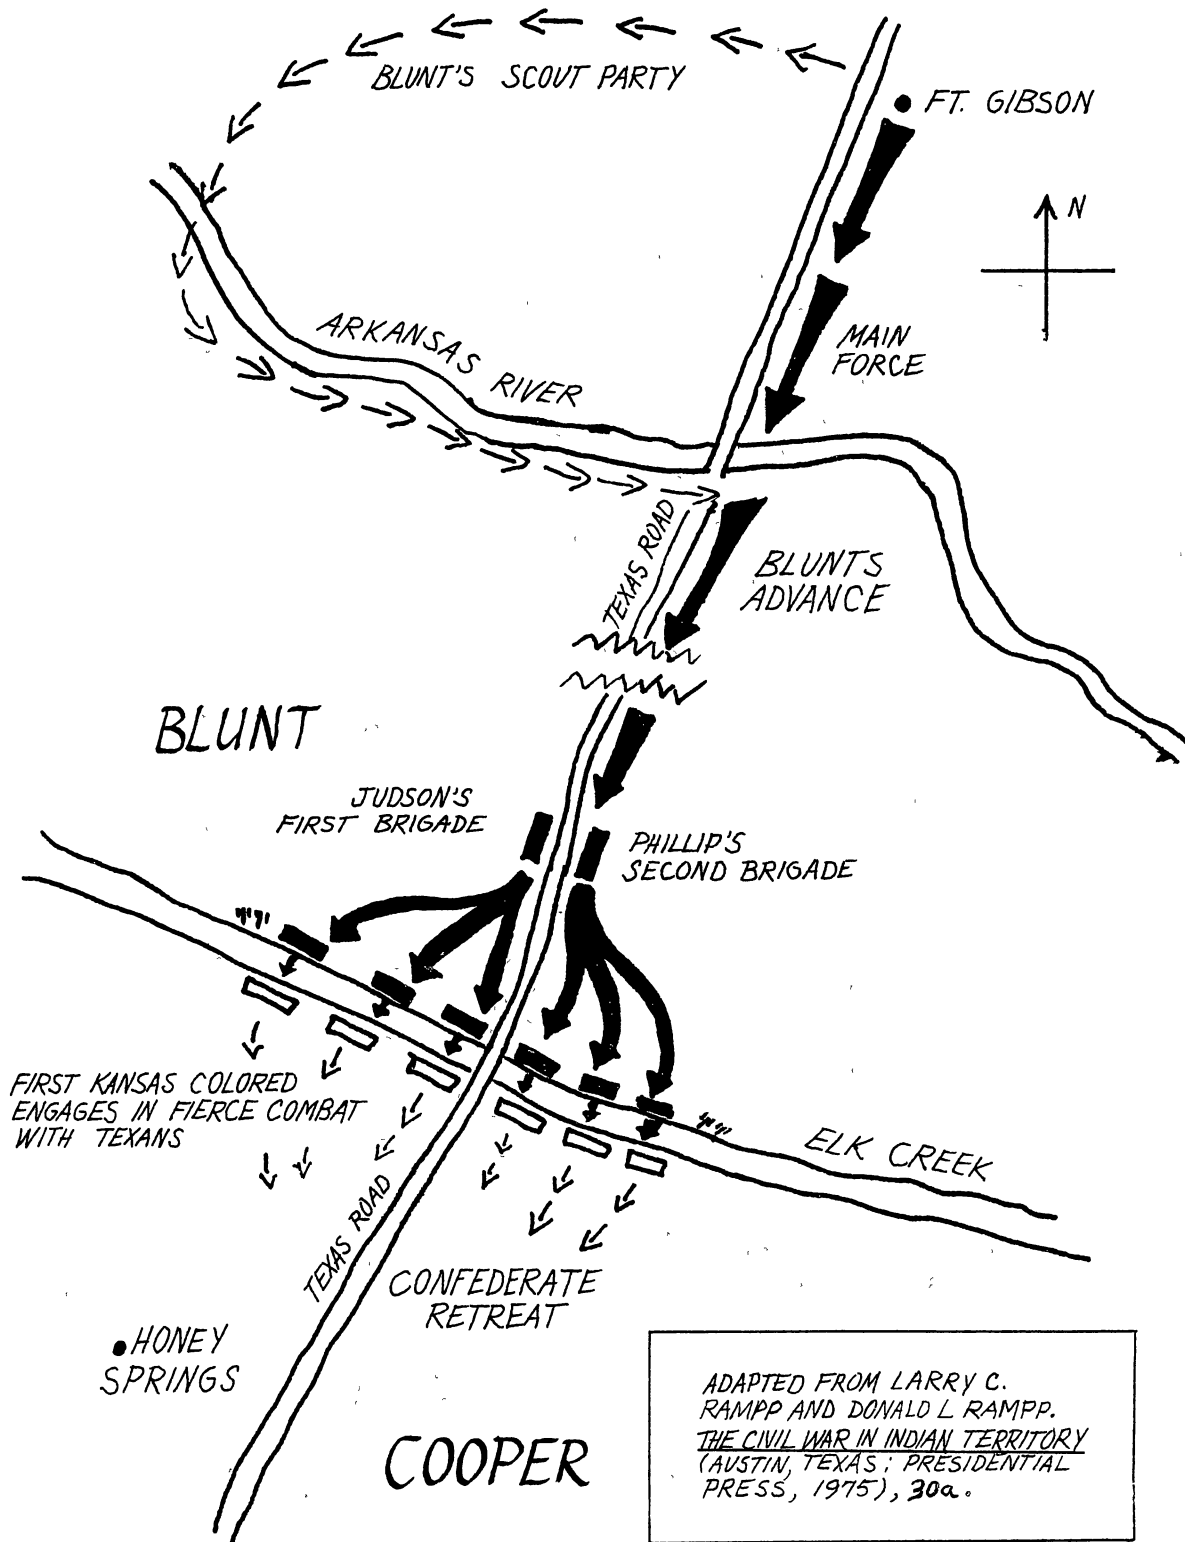 BLUNT'S SCOUT PARTY
FT. GIBSON
N
ARKANSAS RIVER
MAIN
FORCE
TEXAS ROAD
BLUNTS
ADVANCE
BLUNT
JUDSON'S
FIRST BRIGADE
PHILLIP'S
SECOND BRIGADE
FIRST KANSAS COLORED
ENGAGES IN FIERCE COMBAT
WITH TEXANS
ELK CREEK
TEXAS ROAD
CONFEDERATE
RETREAT
HONEY
SPRINGS
COOPER
ADAPTED FROM LARRY C.
RAMPP AND DONALD L RAMPP.
THE CIVIL WAR IN INDIAN TERRITORY
(AUSTIN, TEXAS: PRESIDENTIAL
PRESS, 1975), 30a.